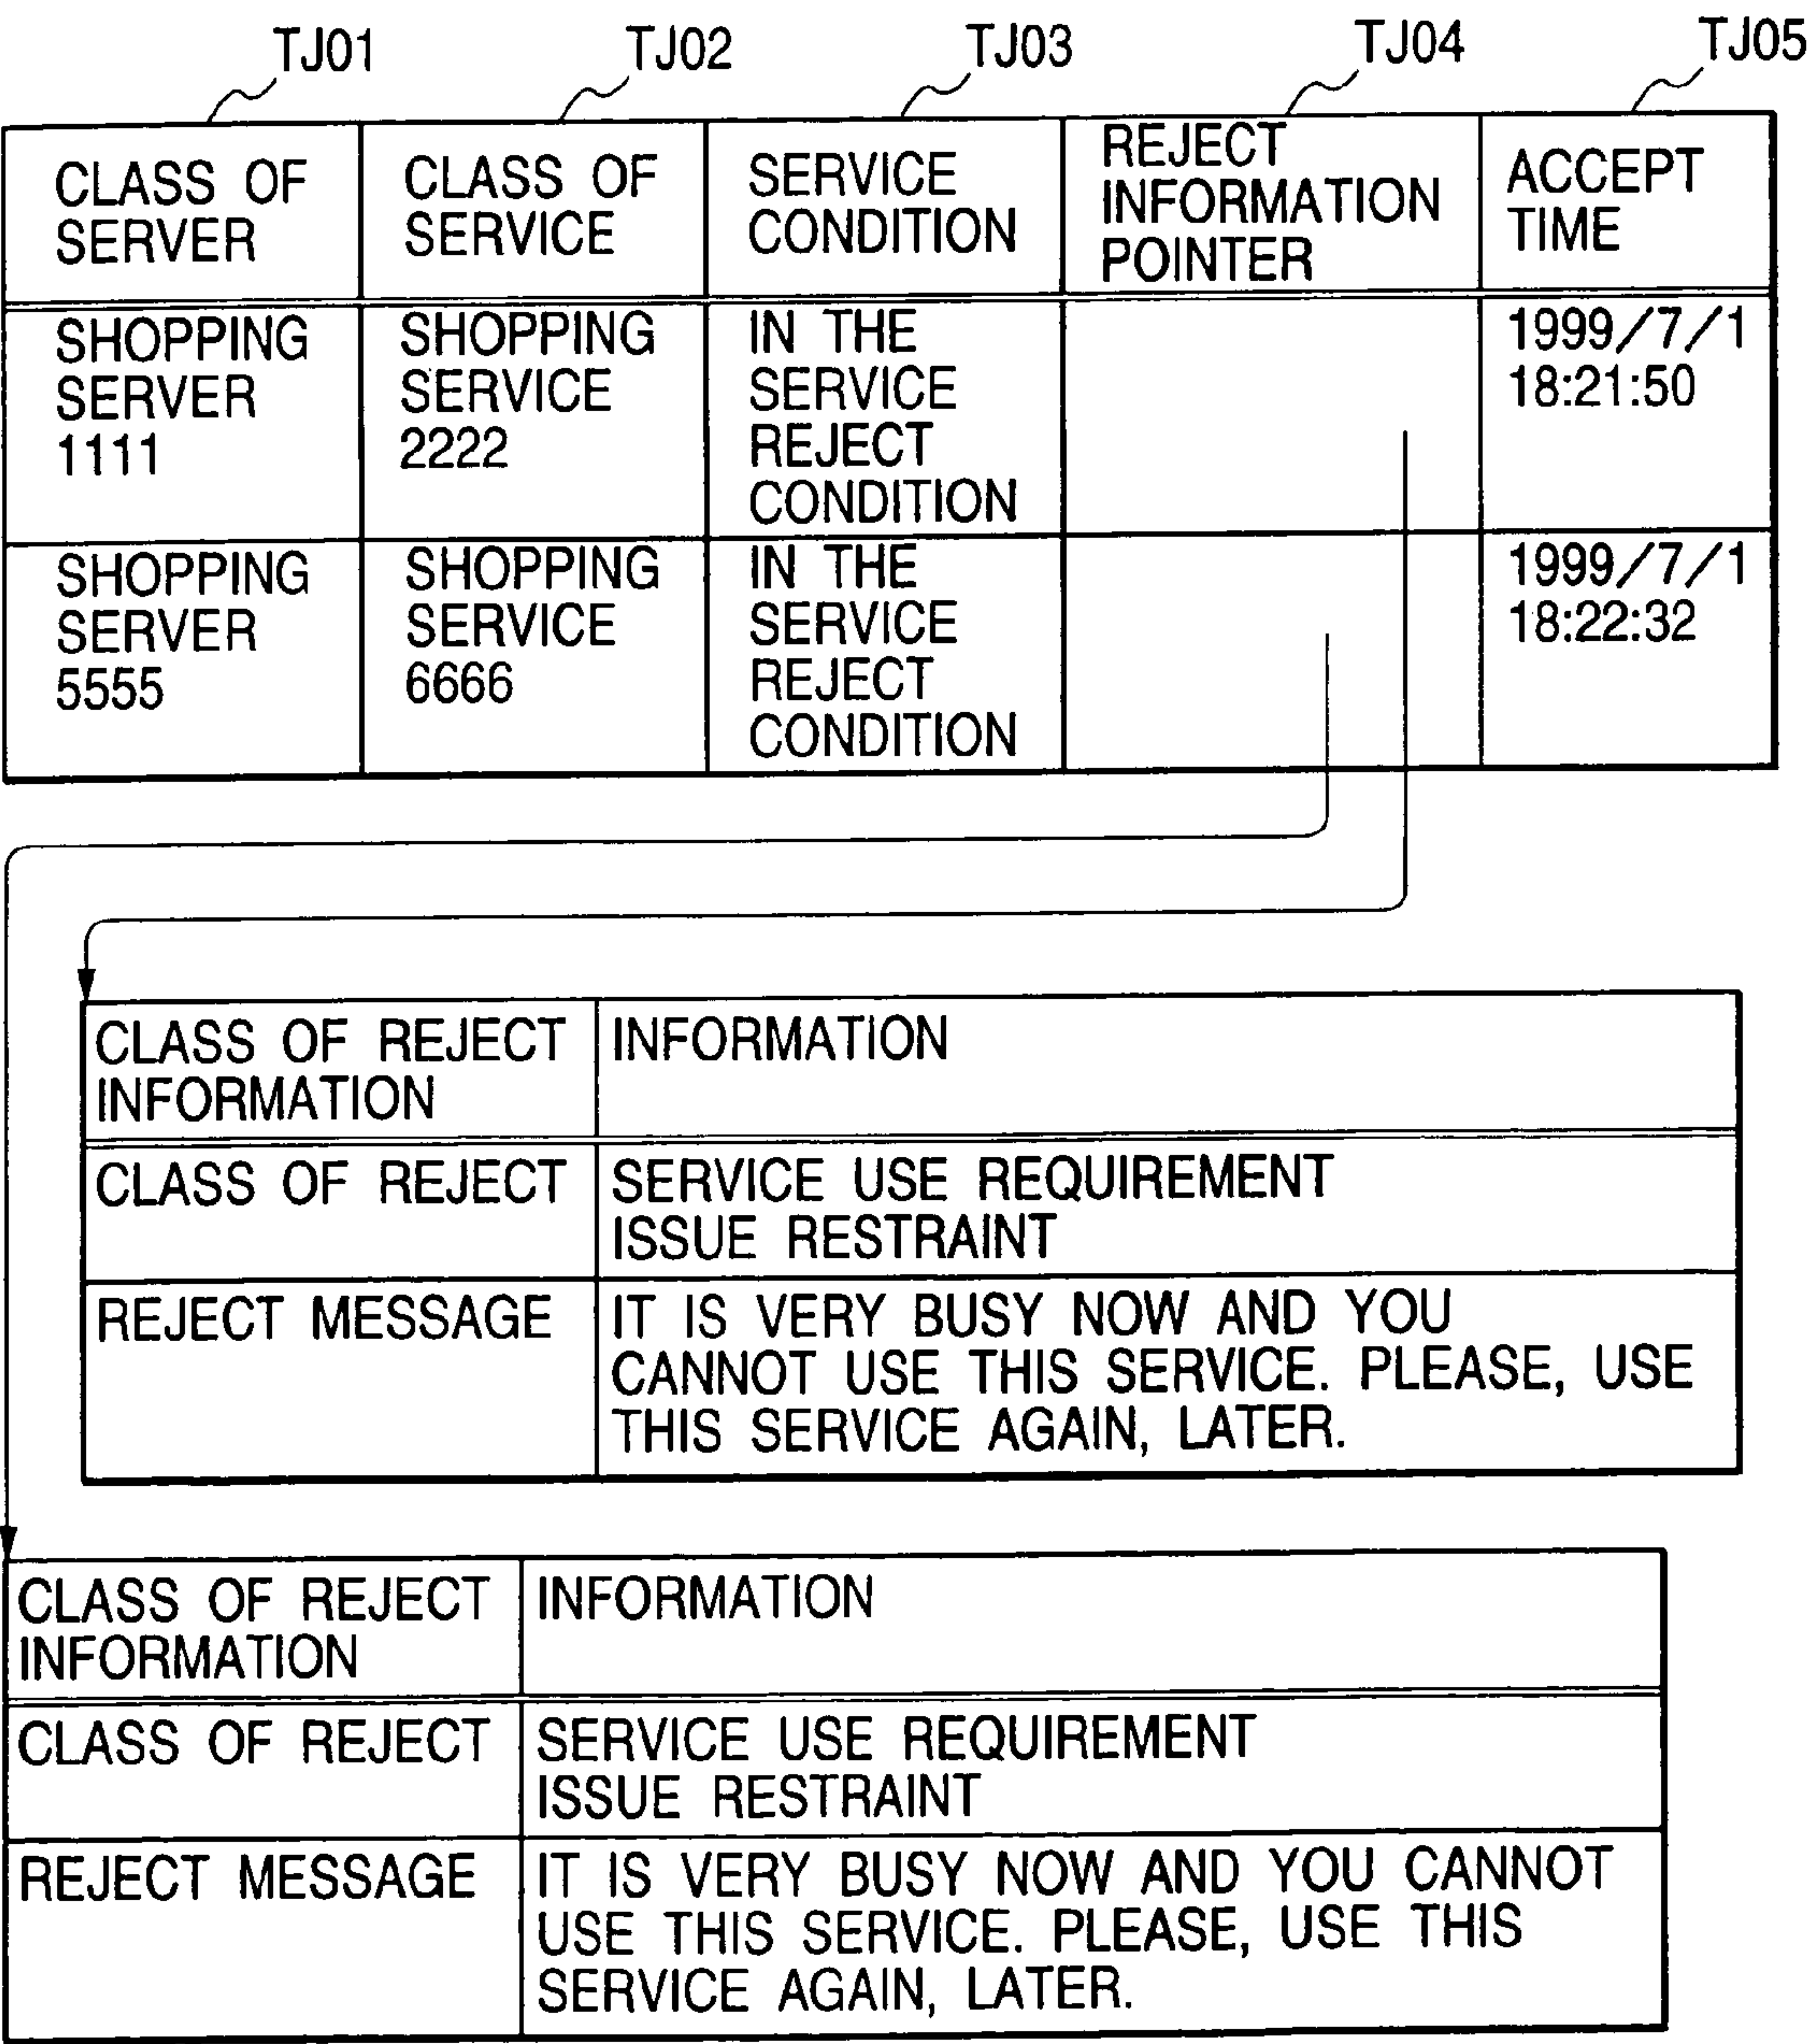 TJ01 TJ02 TJ03 TJ04 TJ05
CLASS OF
SERVER
CLASS OF
SERVICE
SERVICE
CONDITION
REJECT
INFORMATION
POINTER
ACCEPT
TIME
SHOPPING
SERVER
1111
SHOPPING
SERVICE
2222
IN THE
SERVICE
REJECT
CONDITION
1999/7/1
18:21:50
SHOPPING
SERVER
5555
SHOPPING
SERVICE
6666
IN THE
SERVICE
REJECT
CONDITION
1999/7/1
18:22:32
CLASS OF REJECT
INFORMATION
INFORMATION
CLASS OF REJECT
SERVICE USE REQUIREMENT
ISSUE RESTRAINT
REJECT MESSAGE
IT IS VERY BUSY NOW AND YOU
CANNOT USE THIS SERVICE. PLEASE, USE
THIS SERVICE AGAIN, LATER.
CLASS OF REJECT
INFORMATION
INFORMATION
CLASS OF REJECT
SERVICE USE REQUIREMENT
ISSUE RESTRAINT
REJECT MESSAGE
IT IS VERY BUSY NOW AND YOU CANNOT
USE THIS SERVICE. PLEASE, USE THIS
SERVICE AGAIN, LATER.